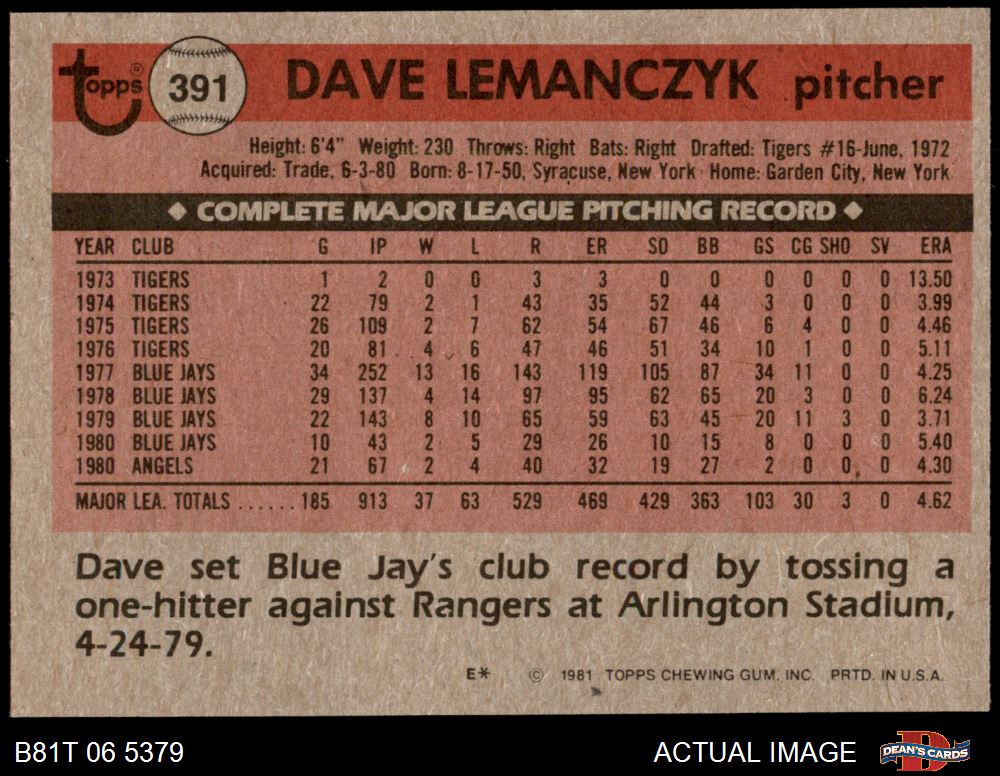 topps® 391 DAVE LEMANCZYK pitcher
Height: 6'4" Weight: 230 Throws: Right Bats: Right Drafted: Tigers #16-June, 1972
Acquired: Trade, 6-3-80 Born: 8-17-50, Syracuse, New York Home: Garden City, New York
◆ COMPLETE MAJOR LEAGUE PITCHING RECORD ◆
YEAR CLUB G IP W L R ER SO BB GS CG SHO SV ERA
1973 TIGERS 1 2 0 0 3 3 0 0 0 0 0 0 13.50
1974 TIGERS 22 79 2 1 43 35 52 44 3 0 0 0 3.99
1975 TIGERS 26 109 2 7 62 54 67 46 6 4 0 0 4.46
1976 TIGERS 20 81 4 6 47 46 51 34 10 1 0 0 5.11
1977 BLUE JAYS 34 252 13 16 143 119 105 87 34 11 0 0 4.25
1978 BLUE JAYS 29 137 4 14 97 95 62 65 20 3 0 0 6.24
1979 BLUE JAYS 22 143 8 10 65 59 63 45 20 11 3 0 3.71
1980 BLUE JAYS 10 43 2 5 29 26 10 15 8 0 0 0 5.40
1980 ANGELS 21 67 2 4 40 32 19 27 2 0 0 0 4.30
MAJOR LEA. TOTALS ...... 185 913 37 63 529 469 429 363 103 30 3 0 4.62
Dave set Blue Jay's club record by tossing a
one-hitter against Rangers at Arlington Stadium,
4-24-79.
E* © 1981 TOPPS CHEWING GUM, INC. PRTD. IN U.S.A.
B81T 06 5379 ACTUAL IMAGE DEAN'S CARDS